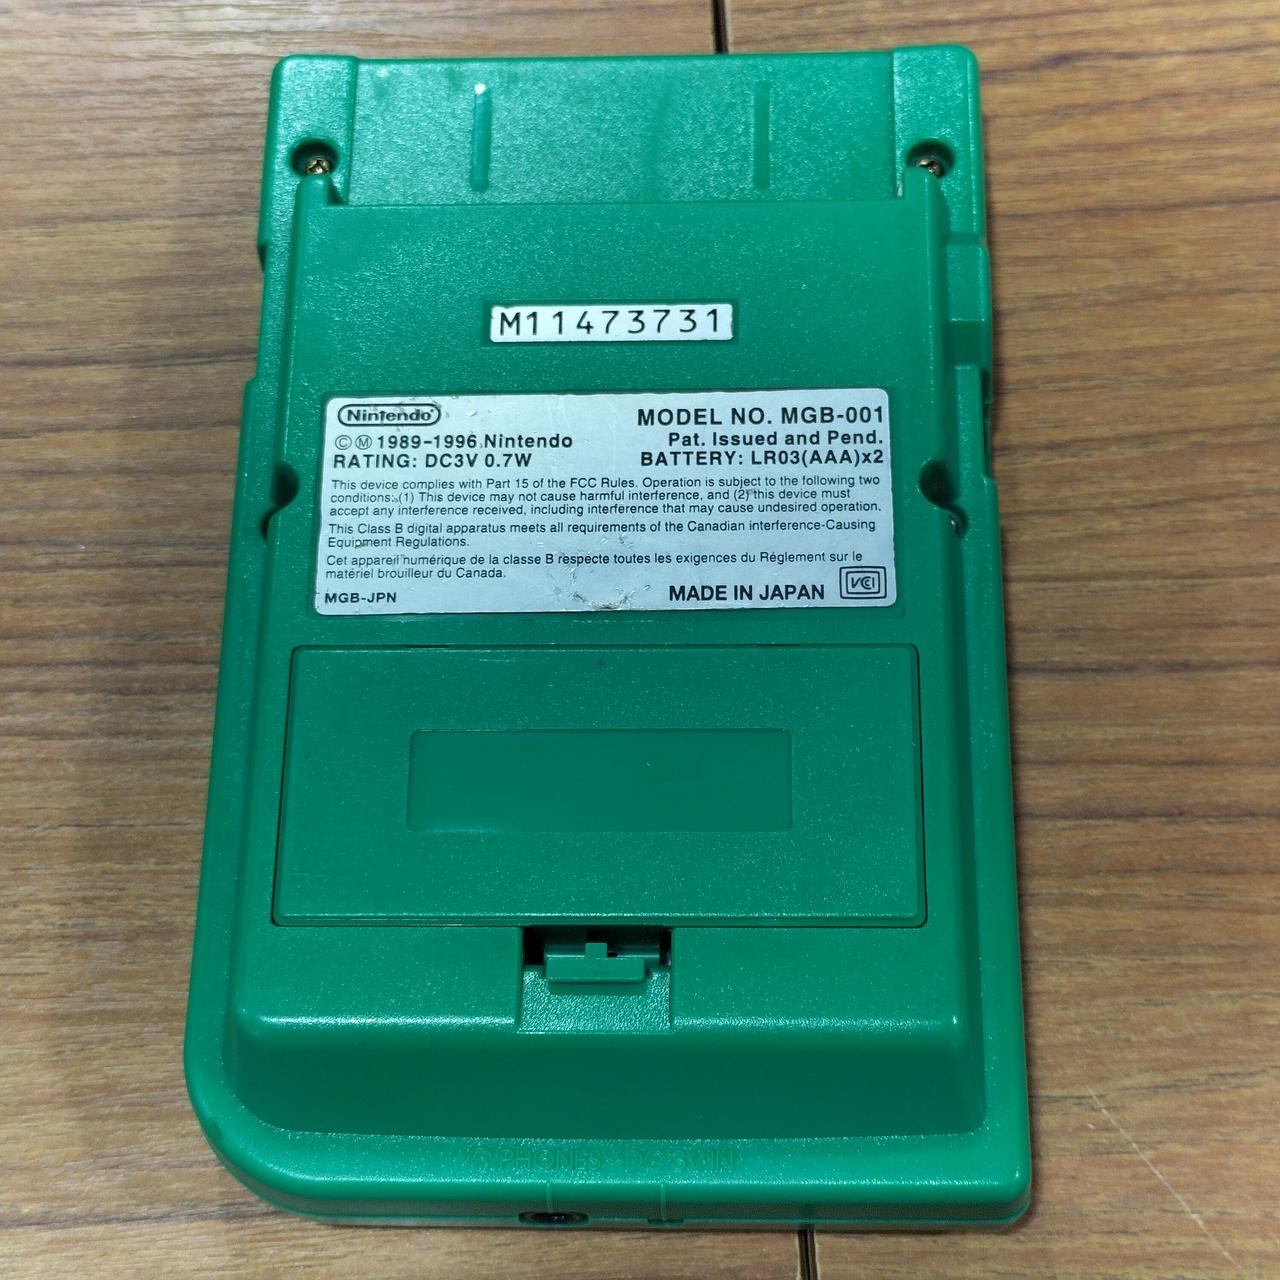 M11473731
Nintendo®
MODEL NO. MGB-001
©Ⓜ 1989-1996 Nintendo
Pat. Issued and Pend.
RATING: DC3V 0.7W
BATTERY: LR03(AAA)x2
This device complies with Part 15 of the FCC Rules. Operation is subject to the following two
conditions: (1) This device may not cause harmful interference, and (2) this device must
accept any interference received, including interference that may cause undesired operation.
This Class B digital apparatus meets all requirements of the Canadian interference-Causing
Equipment Regulations.
Cet appareil numérique de la classe B respecte toutes les exigences du Réglement sur le
matériel brouilleur du Canada.
MGB-JPN
MADE IN JAPAN
VCI
PHONES DC3V IN